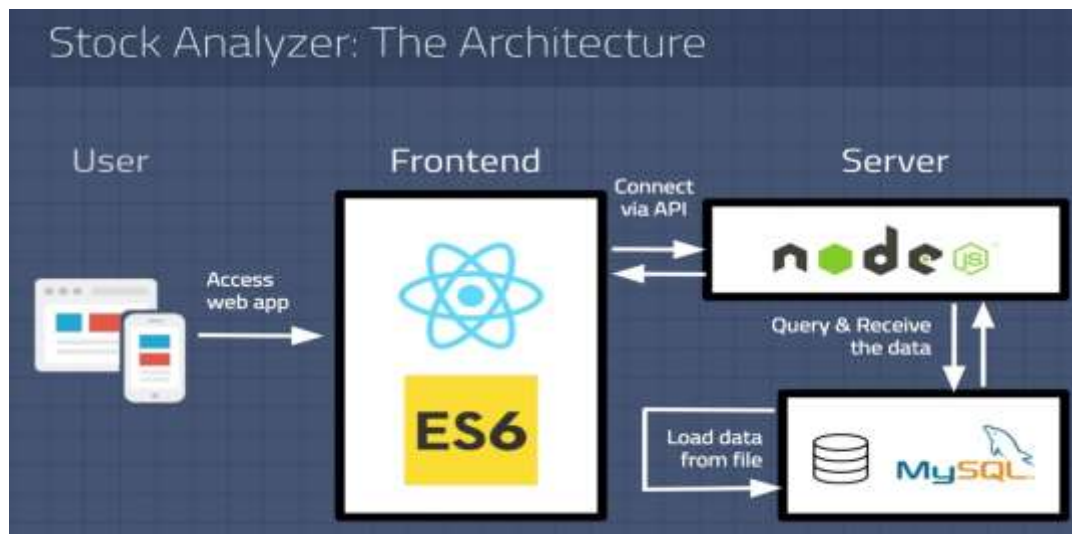 Stock Analyzer: The Architecture
User
Frontend
Server
Connect
via API
node JS
Access
web app
Query & Receive
the data
ES6
Load data
from file
MySQL